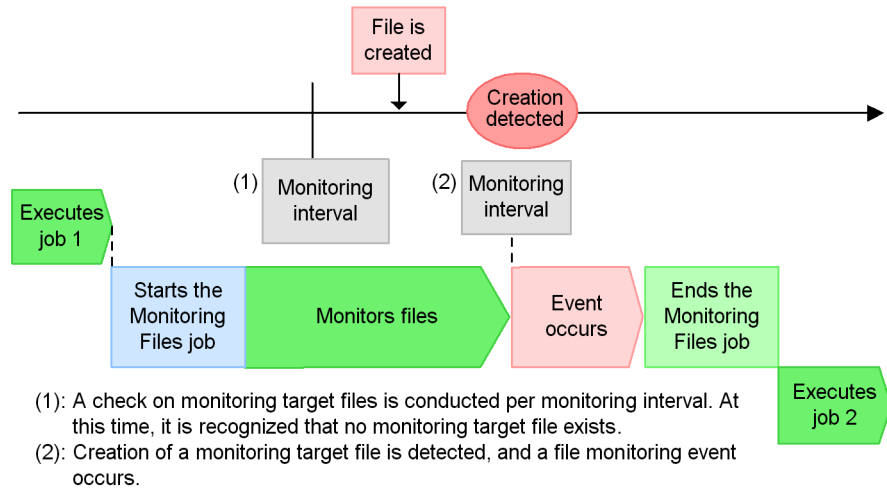 File is
created
Creation
detected
(1)
Monitoring
interval
(2)
Monitoring
interval
Executes
job 1
Starts the
Monitoring
Files job
Monitors files
Event
occurs
Ends the
Monitoring
Files job
Executes
job 2
(1): A check on monitoring target files is conducted per monitoring interval. At
this time, it is recognized that no monitoring target file exists.
(2): Creation of a monitoring target file is detected, and a file monitoring event
occurs.